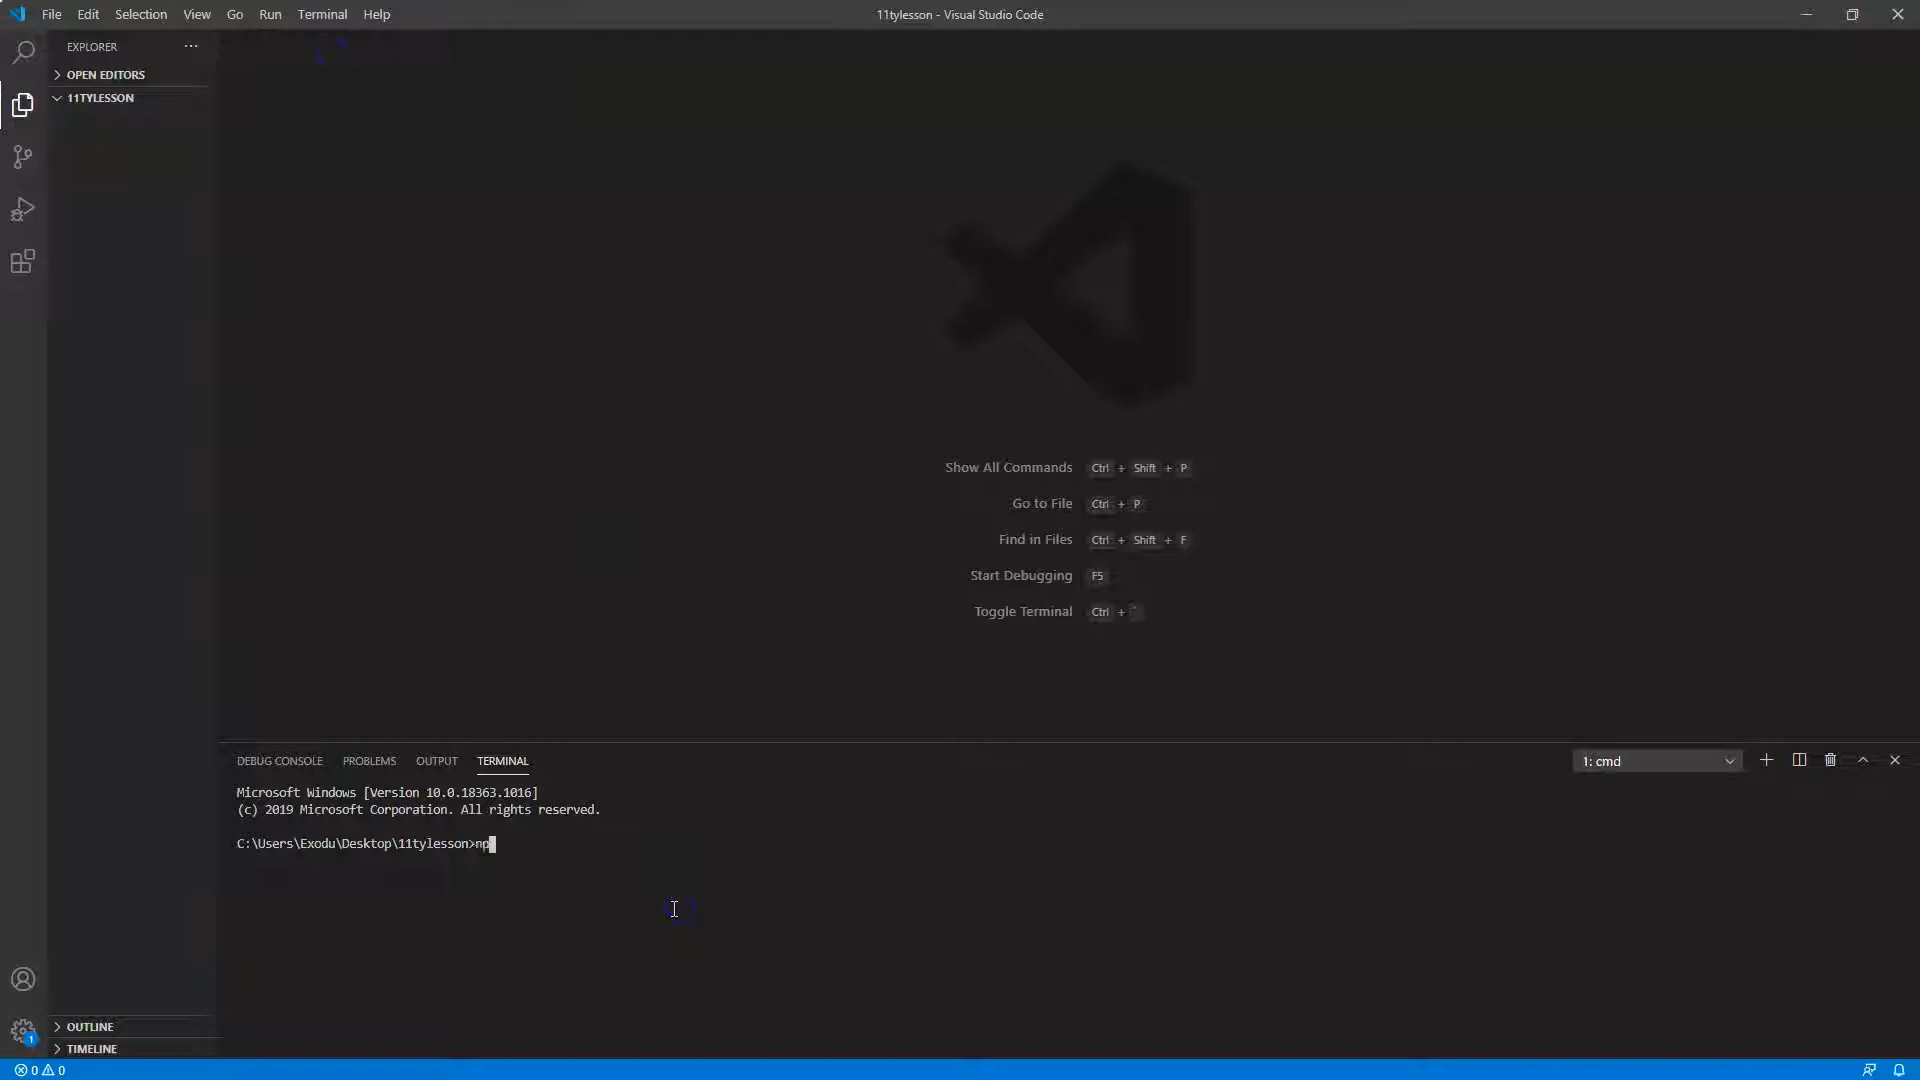 File Edit Selection View Go Run Terminal Help
11tylesson - Visual Studio Code
EXPLORER ...
OPEN EDITORS
11TYLESSON
Show All Commands Ctrl + Shift + P
Go to File Ctrl + P
Find in Files Ctrl + Shift + F
Start Debugging F5
Toggle Terminal Ctrl + `
DEBUG CONSOLE PROBLEMS OUTPUT TERMINAL
1: cmd
Microsoft Windows [Version 10.0.18363.1016]
(c) 2019 Microsoft Corporation. All rights reserved.
C:\Users\Exodu\Desktop\11tylesson>np
1
OUTLINE
TIMELINE
0 0